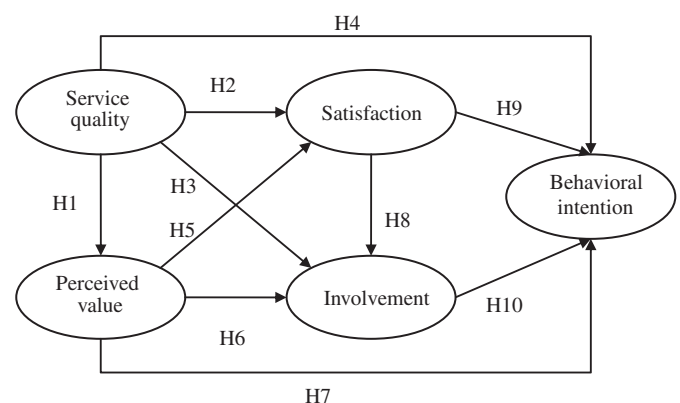 H4
Service
quality
H2
Satisfaction
H9
Behavioral
intention
H1
H3
H5
H8
Perceived
value
H6
Involvement
H10
H7